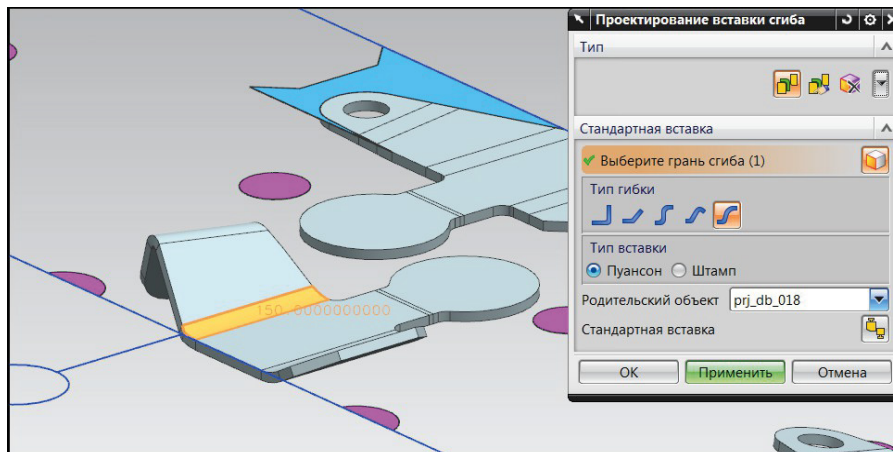 Проектирование вставки сгиба
Тип
Стандартная вставка
Выберите грань сгиба (1)
Тип гибки
Тип вставки
Пуансон Штамп
Родительский объект prj_db_018
Стандартная вставка
OK Применить Отмена
150.0000000000